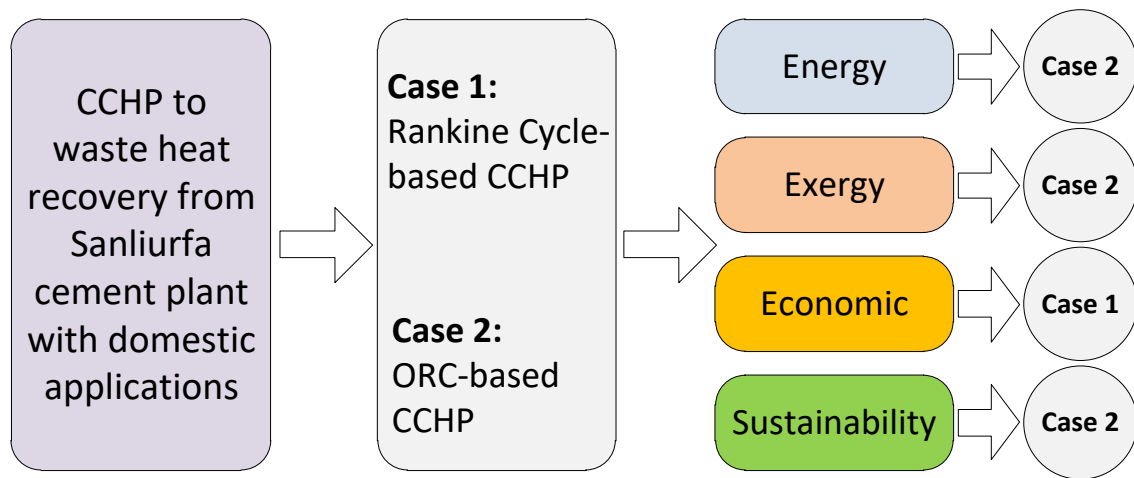 CCHP to
waste heat
recovery from
Sanliurfa
cement plant
with domestic
applications
Case 1:
Rankine Cycle-
based CCHP
Case 2:
ORC-based
CCHP
Energy
Case 2
Exergy
Case 2
Economic
Case 1
Sustainability
Case 2